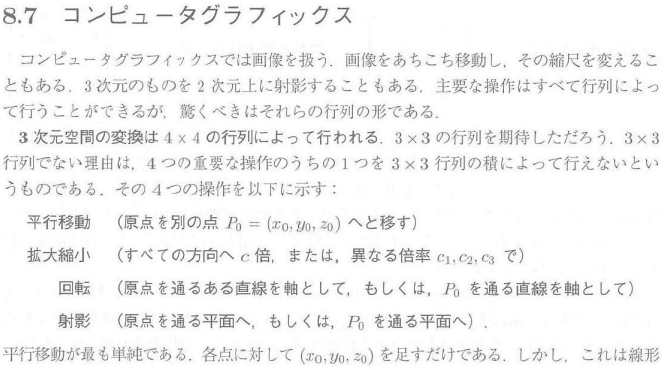 8.7 コンピュータグラフィックス
コンピュータグラフィックスでは画像を扱う．画像をあちこち移動し，その縮尺を変えるこ
ともある．3 次元のものを 2 次元上に射影することもある．主要な操作はすべて行列によっ
て行うことができるが，驚くべきはそれらの行列の形である．
3 次元空間の変換は 4 × 4 の行列によって行われる．3 × 3 の行列を期待しただろう．3 × 3
行列でない理由は，4 つの重要な操作のうちの 1 つを 3 × 3 行列の積によって行えないとい
うものである．その 4 つの操作を以下に示す：
平行移動 （原点を別の点 P₀ = (x₀, y₀, z₀) へと移す）
拡大縮小 （すべての方向へ c 倍，または，異なる倍率 c₁, c₂, c₃ で）
回転 （原点を通るある直線を軸として，もしくは，P₀ を通る直線を軸として）
射影 （原点を通る平面へ，もしくは，P₀ を通る平面へ）．
平行移動が最も単純である．各点に対して (x₀, y₀, z₀) を足すだけである．しかし，これは線形